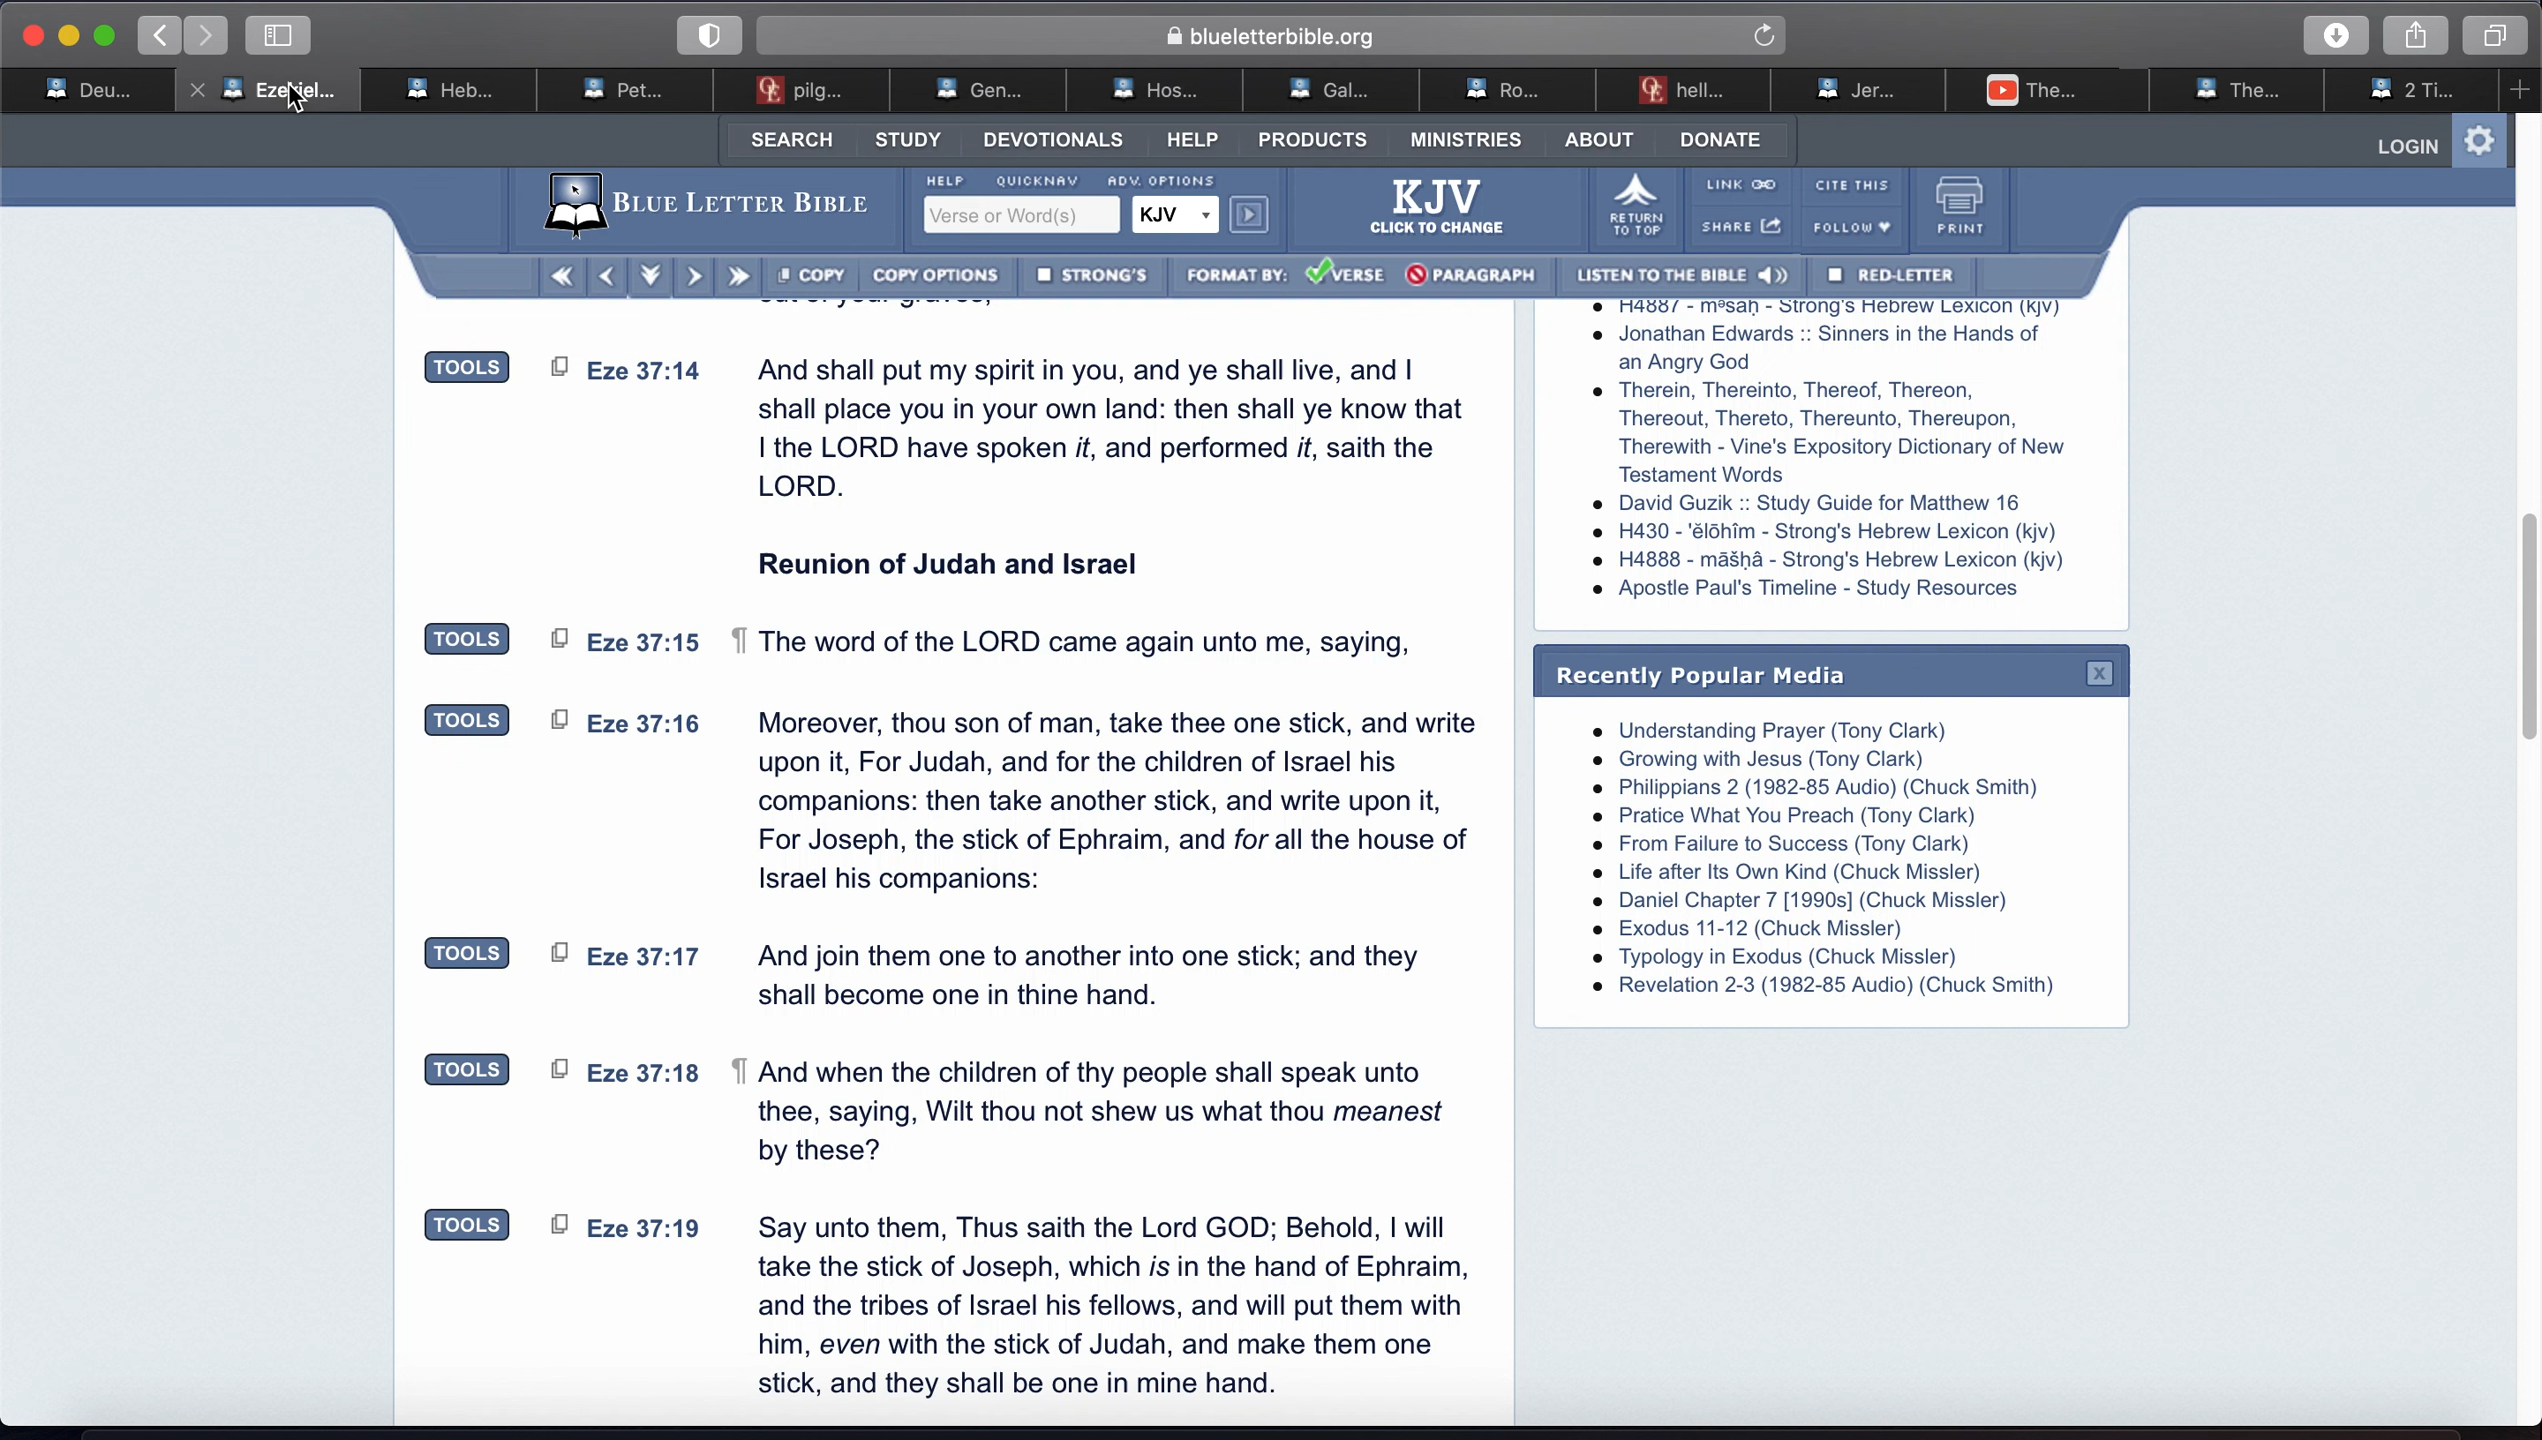 blueletterbible.org
Deu...
Ezekiel...
Heb...
Pet...
pilg...
Gen...
Hos...
Gal...
Ro...
hell...
Jer...
The...
The...
2 Ti...
SEARCH
STUDY
DEVOTIONALS
HELP
PRODUCTS
MINISTRIES
ABOUT
DONATE
LOGIN
BLUE LETTER BIBLE
HELP
QUICKNAV
ADV. OPTIONS
Verse or Word(s)
KJV
KJV
CLICK TO CHANGE
RETURN
TO TOP
LINK
SHARE
CITE THIS
FOLLOW
PRINT
COPY
COPY OPTIONS
STRONG'S
FORMAT BY:
VERSE
PARAGRAPH
LISTEN TO THE BIBLE
RED-LETTER
out of your graves,
TOOLS
Eze 37:14
And shall put my spirit in you, and ye shall live, and I
shall place you in your own land: then shall ye know that
I the LORD have spoken it, and performed it, saith the
LORD.
Reunion of Judah and Israel
TOOLS
Eze 37:15
¶ The word of the LORD came again unto me, saying,
TOOLS
Eze 37:16
Moreover, thou son of man, take thee one stick, and write
upon it, For Judah, and for the children of Israel his
companions: then take another stick, and write upon it,
For Joseph, the stick of Ephraim, and for all the house of
Israel his companions:
TOOLS
Eze 37:17
And join them one to another into one stick; and they
shall become one in thine hand.
TOOLS
Eze 37:18
¶ And when the children of thy people shall speak unto
thee, saying, Wilt thou not shew us what thou meanest
by these?
TOOLS
Eze 37:19
Say unto them, Thus saith the Lord GOD; Behold, I will
take the stick of Joseph, which is in the hand of Ephraim,
and the tribes of Israel his fellows, and will put them with
him, even with the stick of Judah, and make them one
stick, and they shall be one in mine hand.
H4887 - mᵊšaḥ - Strong's Hebrew Lexicon (kjv)
Jonathan Edwards :: Sinners in the Hands of
an Angry God
Therein, Thereinto, Thereof, Thereon,
Thereout, Thereto, Thereunto, Thereupon,
Therewith - Vine's Expository Dictionary of New
Testament Words
David Guzik :: Study Guide for Matthew 16
H430 - 'ĕlōhîm - Strong's Hebrew Lexicon (kjv)
H4888 - māšḥâ - Strong's Hebrew Lexicon (kjv)
Apostle Paul's Timeline - Study Resources
Recently Popular Media
X
Understanding Prayer (Tony Clark)
Growing with Jesus (Tony Clark)
Philippians 2 (1982-85 Audio) (Chuck Smith)
Pratice What You Preach (Tony Clark)
From Failure to Success (Tony Clark)
Life after Its Own Kind (Chuck Missler)
Daniel Chapter 7 [1990s] (Chuck Missler)
Exodus 11-12 (Chuck Missler)
Typology in Exodus (Chuck Missler)
Revelation 2-3 (1982-85 Audio) (Chuck Smith)